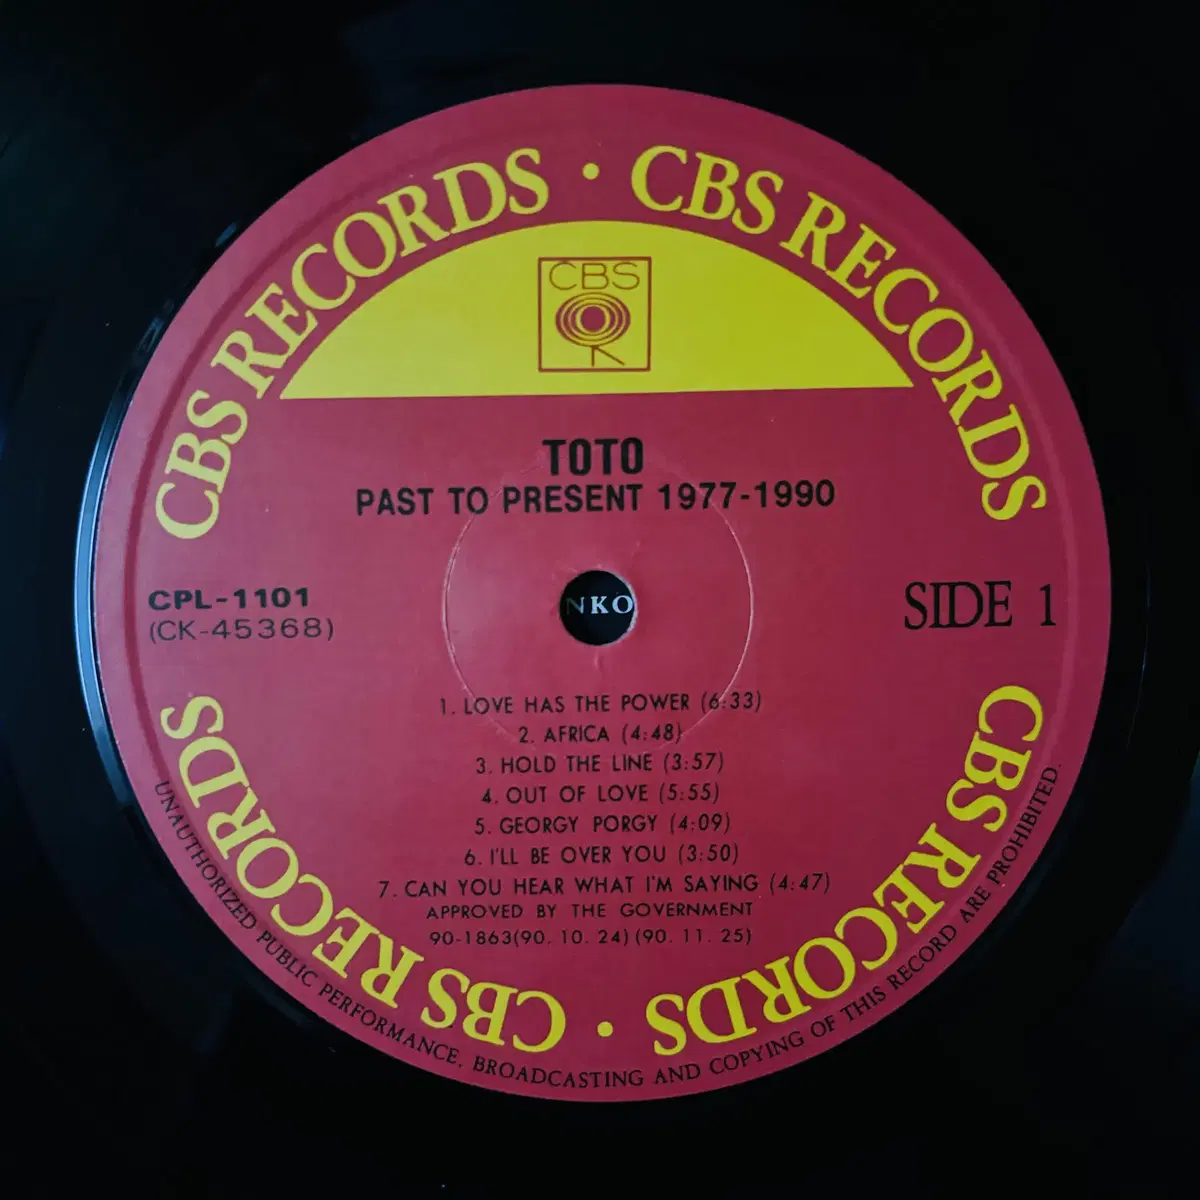 CBS RECORDS · CBS RECORDS
CBS
TOTO
PAST TO PRESENT 1977-1990
CPL-1101
(CK-45368)
NKO
SIDE 1
1. LOVE HAS THE POWER (6:33)
2. AFRICA (4:48)
3. HOLD THE LINE (3:57)
4. OUT OF LOVE (5:55)
5. GEORGY PORGY (4:09)
6. I'LL BE OVER YOU (3:50)
7. CAN YOU HEAR WHAT I'M SAYING (4:47)
APPROVED BY THE GOVERNMENT
90-1863(90. 10. 24) (90. 11. 25)
CBS RECORDS · CBS RECORDS
UNAUTHORIZED PUBLIC PERFORMANCE, BROADCASTING AND COPYING OF THIS RECORD ARE PROHIBITED.